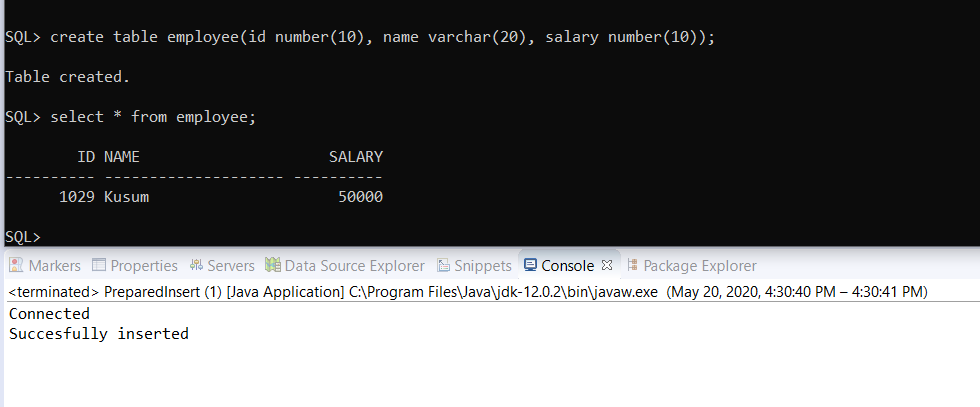 SQL> create table employee(id number(10), name varchar(20), salary number(10));
Table created.
SQL> select * from employee;
        ID NAME                     SALARY
---------- -------------------- ----------
      1029 Kusum                     50000
SQL>
Markers Properties Servers Data Source Explorer Snippets Console Package Explorer
<terminated> PreparedInsert (1) [Java Application] C:\Program Files\Java\jdk-12.0.2\bin\javaw.exe (May 20, 2020, 4:30:40 PM – 4:30:41 PM)
Connected
Succesfully inserted